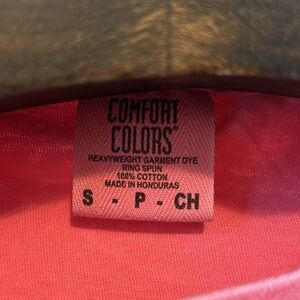 COMFORT
COLORS®
HEAVYWEIGHT GARMENT DYE
RING SPUN
100% COTTON
MADE IN HONDURAS
S - P - CH